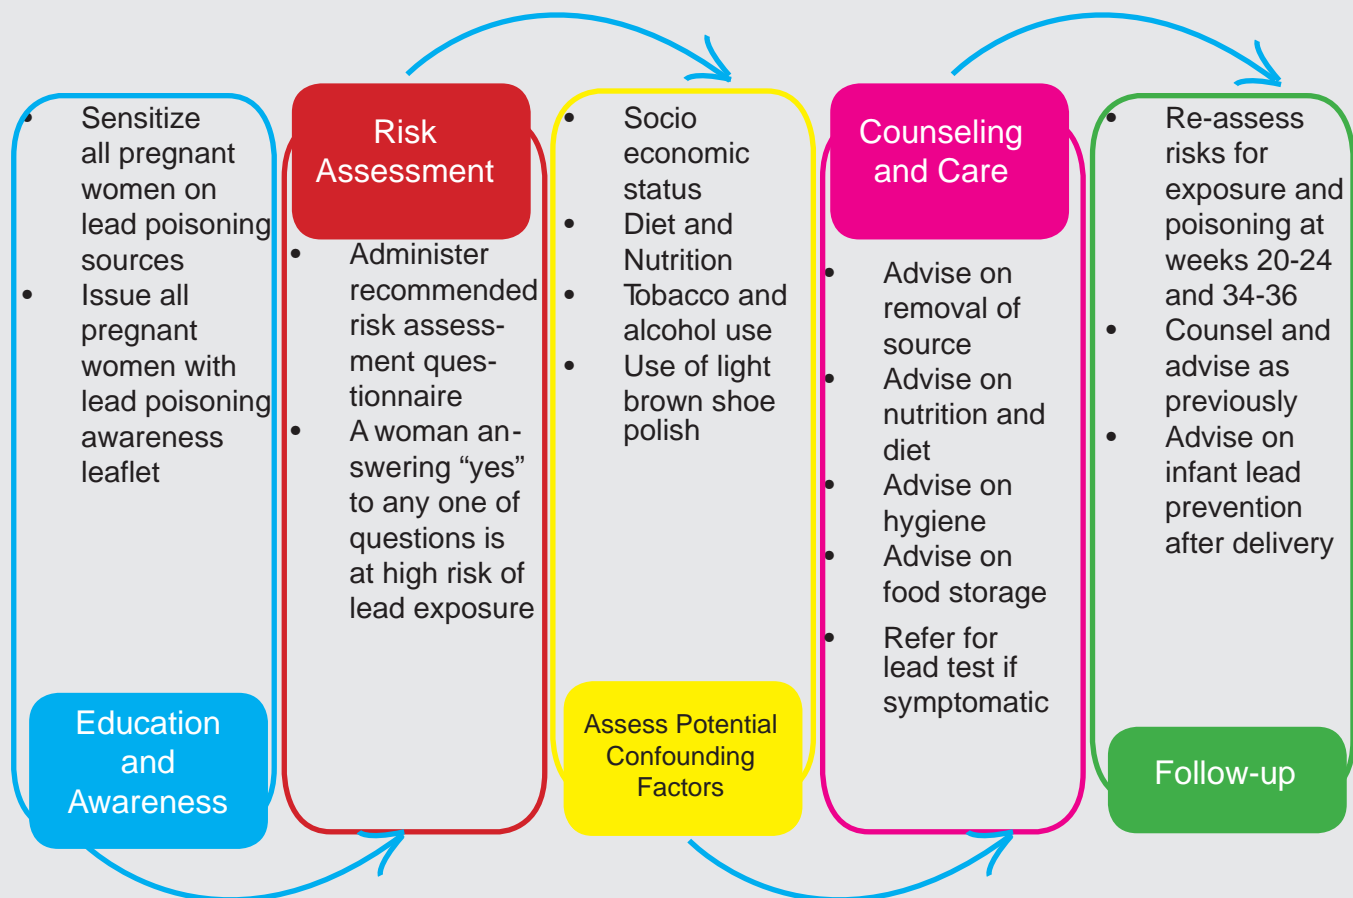 • Sensitize
all pregnant
women on
lead poisoning
sources
• Issue all
pregnant
women with
lead poisoning
awareness
leaflet
Education
and
Awareness
Risk
Assessment
• Administer
recommended
risk assess-
ment ques-
tionnaire
• A woman an-
swering “yes”
to any one of
questions is
at high risk of
lead exposure
• Socio
economic
status
• Diet and
Nutrition
• Tobacco and
alcohol use
• Use of light
brown shoe
polish
Assess Potential
Confounding
Factors
Counseling
and Care
• Advise on
removal of
source
• Advise on
nutrition and
diet
• Advise on
hygiene
• Advise on
food storage
• Refer for
lead test if
symptomatic
• Re-assess
risks for
exposure and
poisoning at
weeks 20-24
and 34-36
• Counsel and
advise as
previously
• Advise on
infant lead
prevention
after delivery
Follow-up